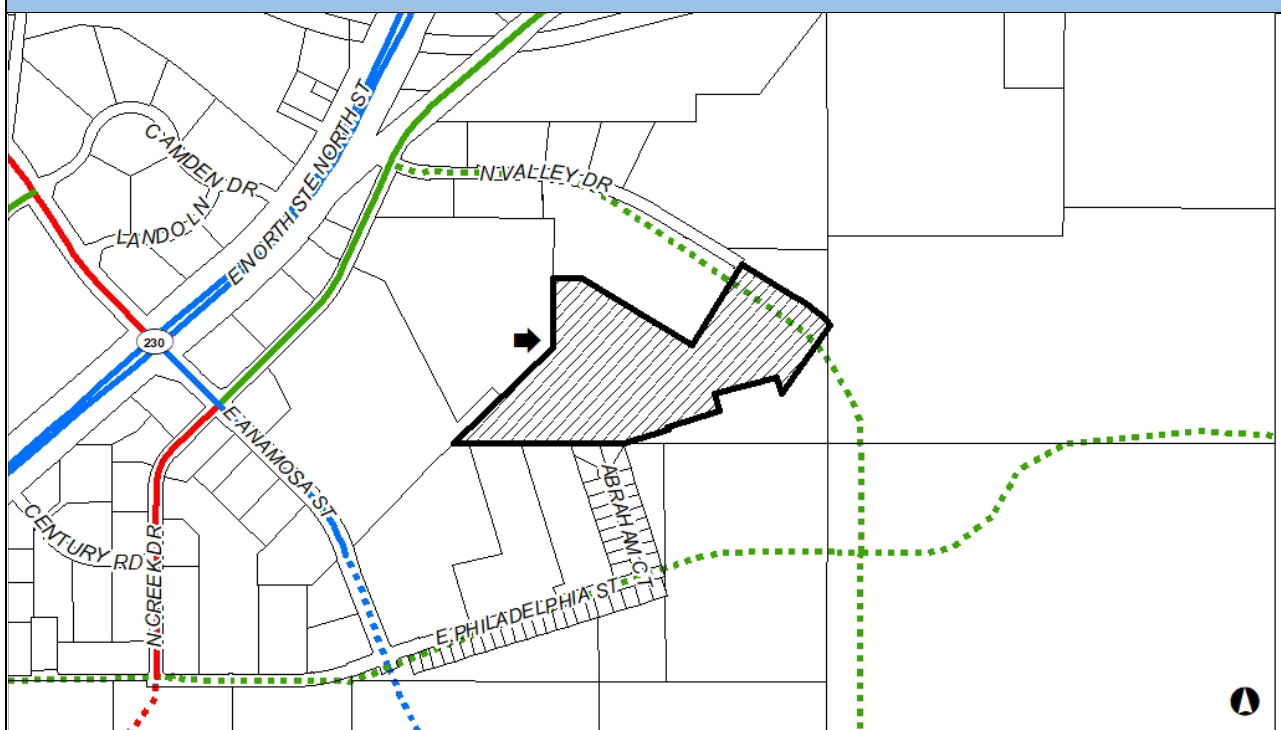 CAMDEN DR
LANDO LN
E NORTH ST
E NORTH ST
N VALLEY DR
230
E ANAMOSA ST
CENTURY RD
N CREEK DR
ABRAHAM CT
E PHILADELPHIA ST